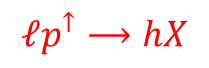 ℓp↑ ⟶ hX